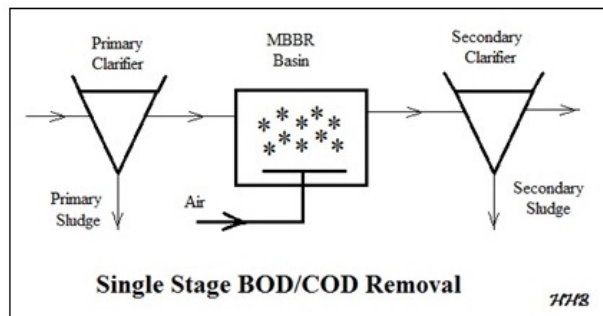 Primary
Clarifier
MBBR
Basin
Secondary
Clarifier
Primary
Sludge
Air
Secondary
Sludge
Single Stage BOD/COD Removal
HHB